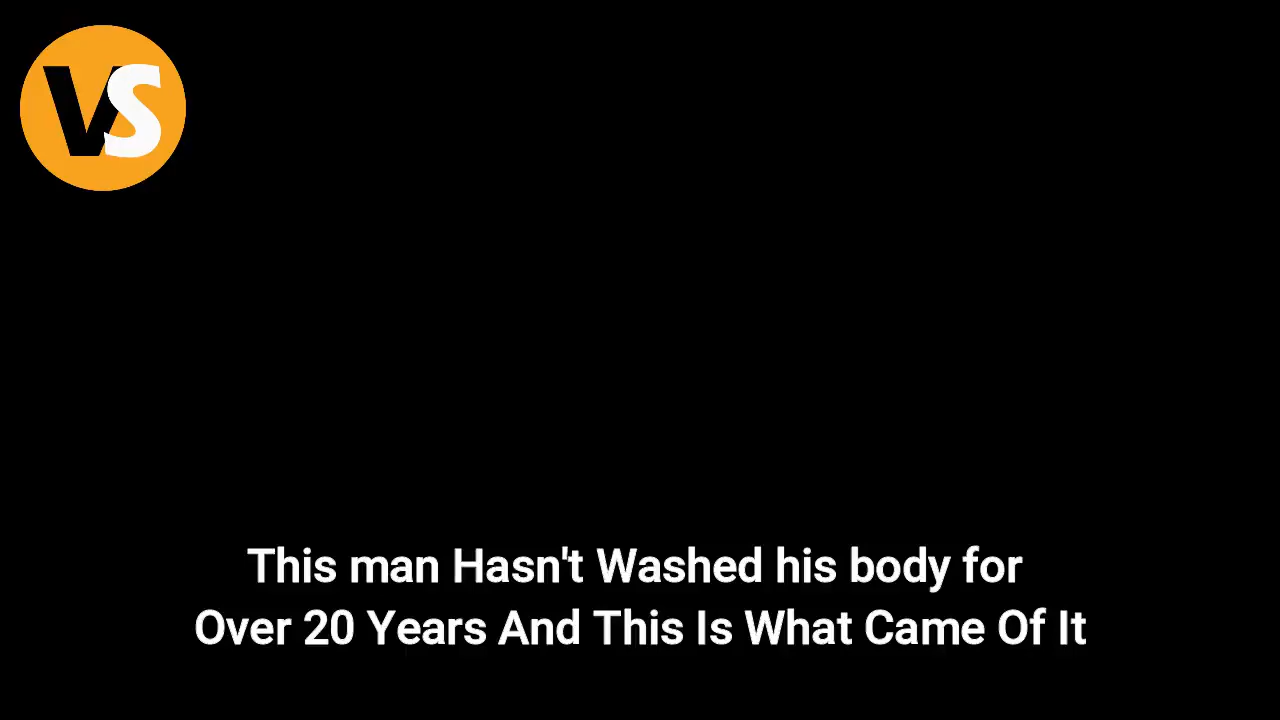 VS
This man Hasn't Washed his body for
Over 20 Years And This Is What Came Of It